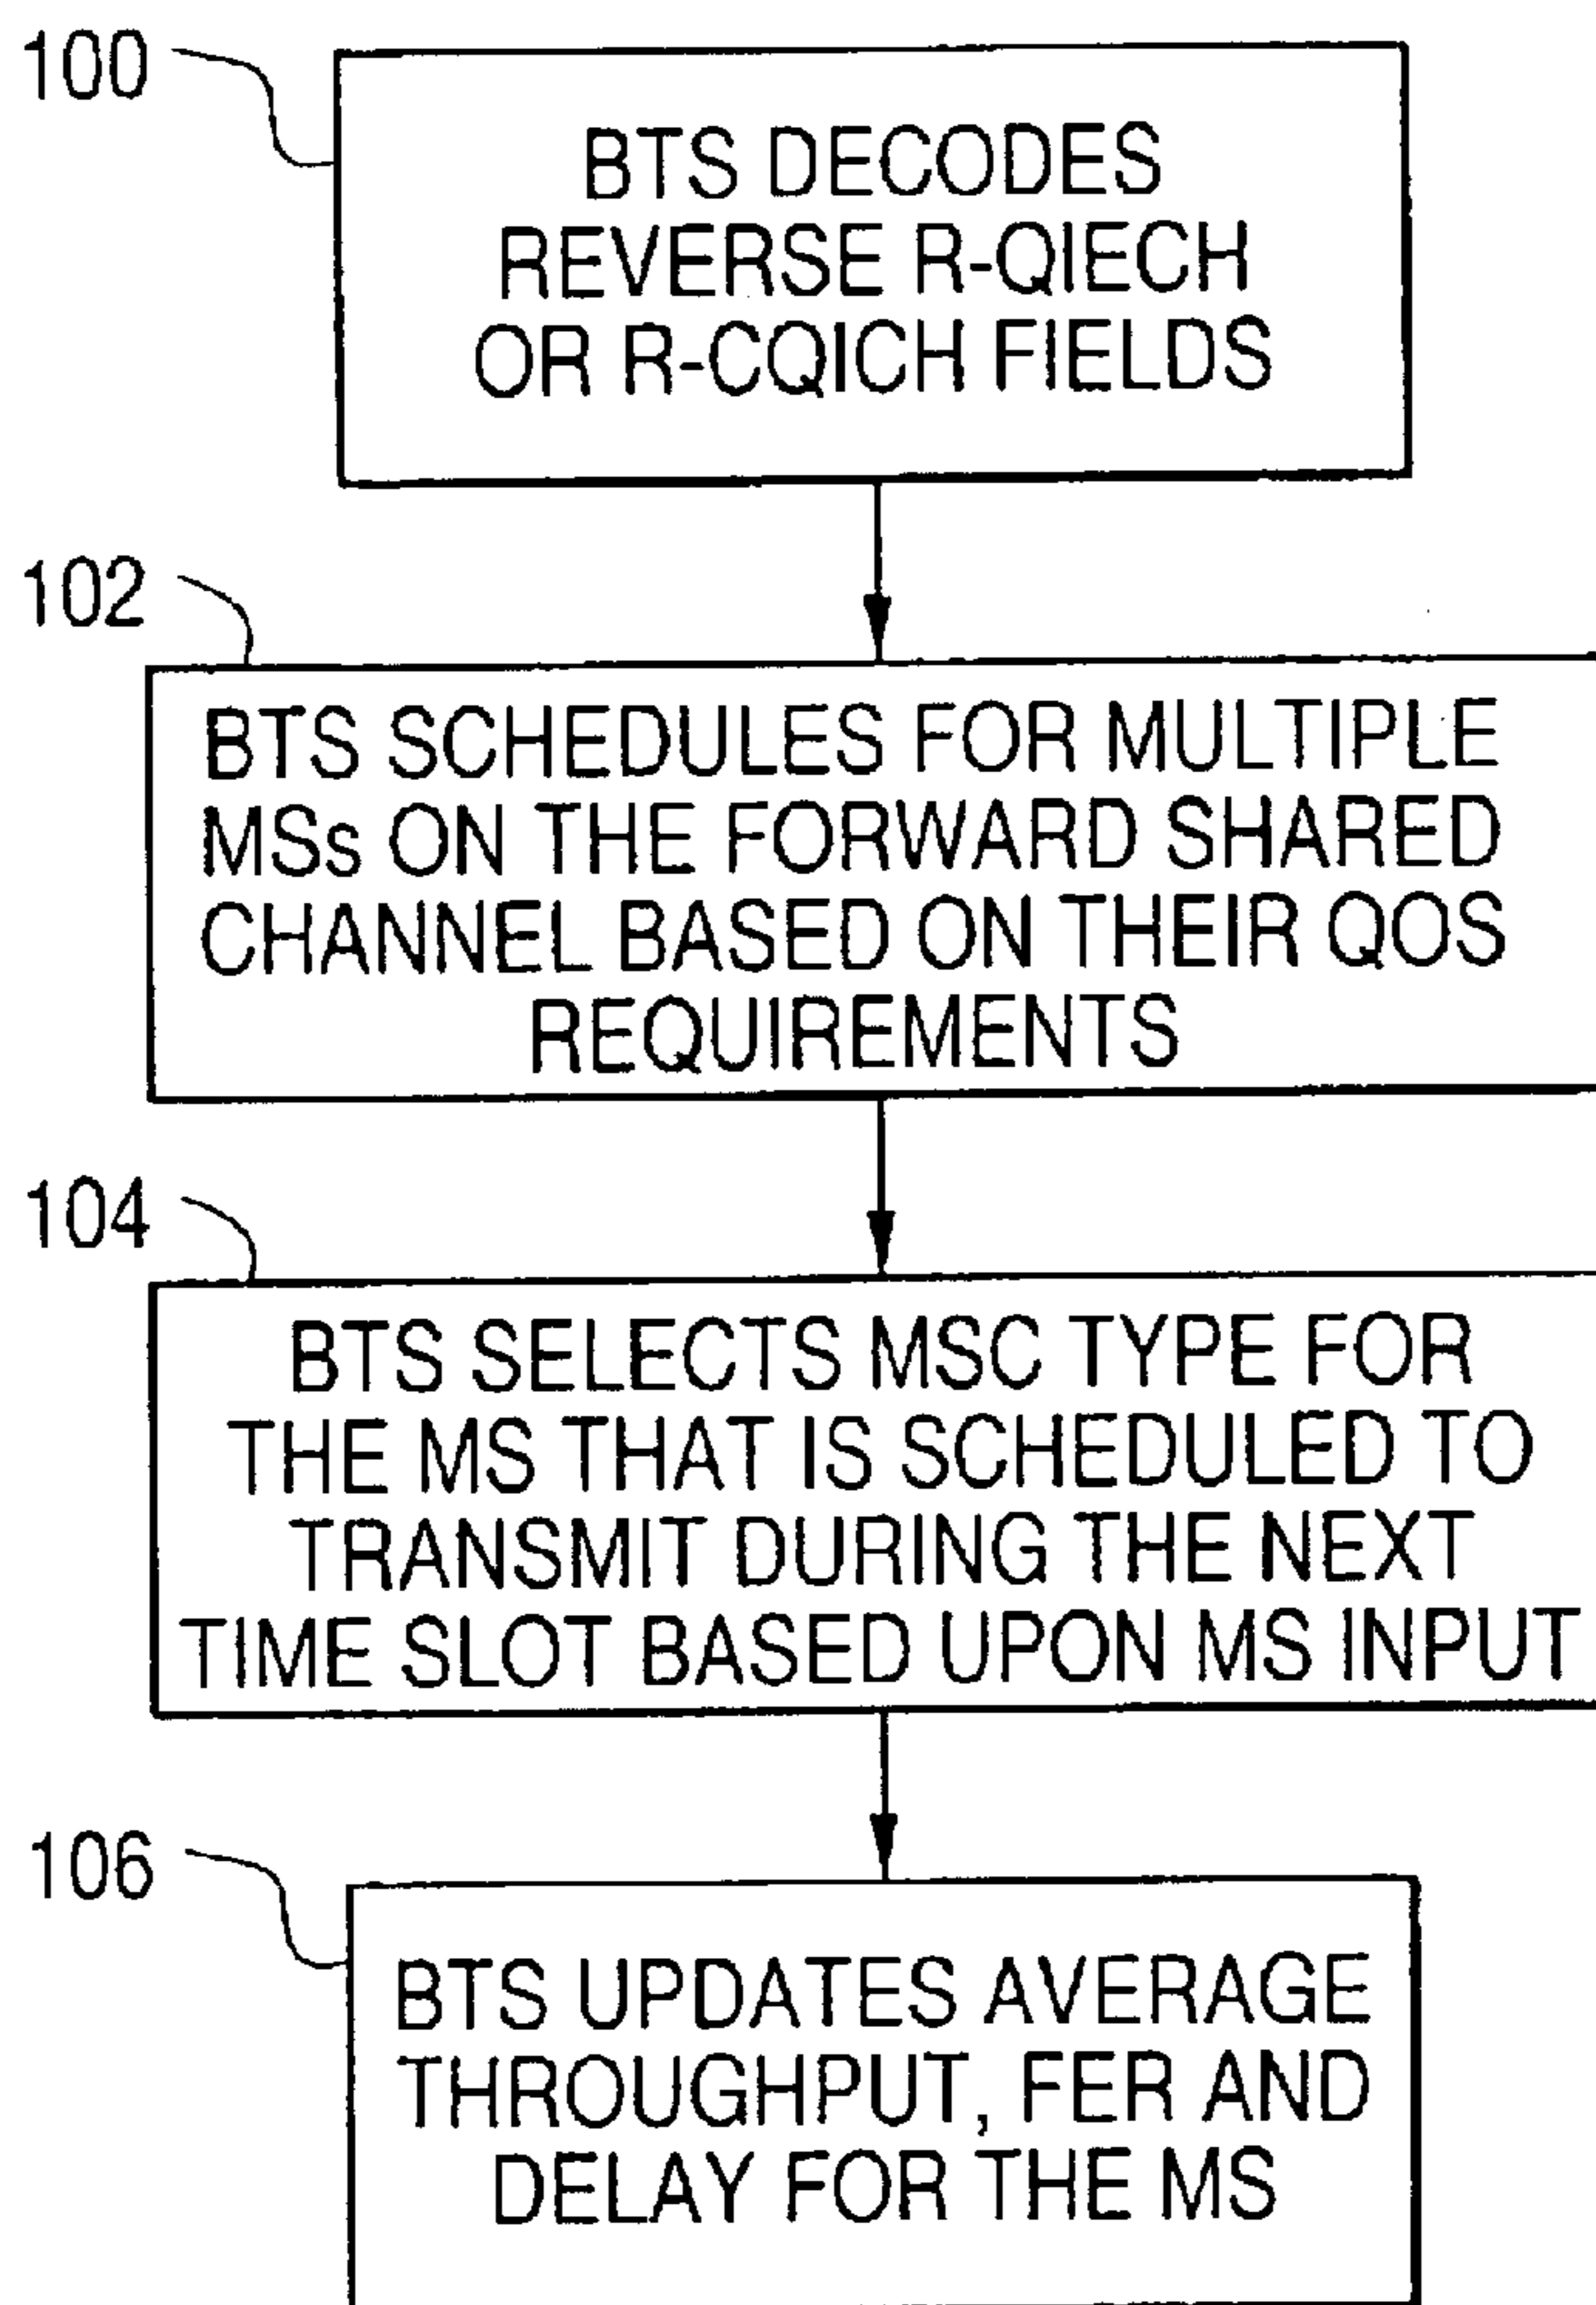 100
BTS DECODES
REVERSE R-QIECH
OR R-CQICH FIELDS
102
BTS SCHEDULES FOR MULTIPLE
MSs ON THE FORWARD SHARED
CHANNEL BASED ON THEIR QOS
REQUIREMENTS
104
BTS SELECTS MSC TYPE FOR
THE MS THAT IS SCHEDULED TO
TRANSMIT DURING THE NEXT
TIME SLOT BASED UPON MS INPUT
106
BTS UPDATES AVERAGE
THROUGHPUT, FER AND
DELAY FOR THE MS